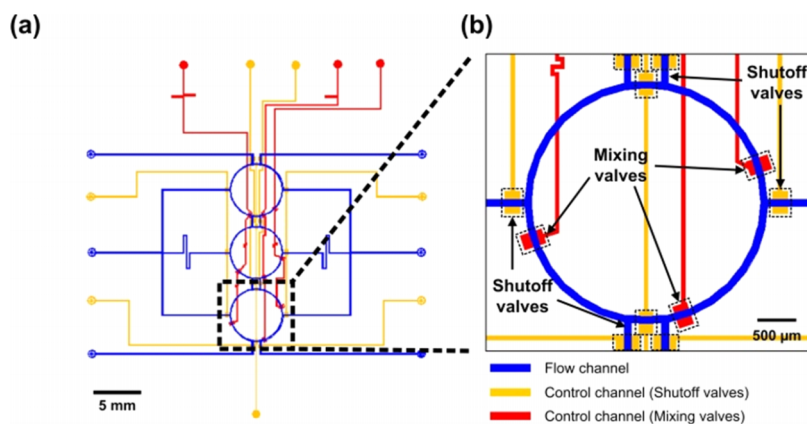 (a)
5 mm
(b)
Shutoff
valves
Mixing
valves
Shutoff
valves
500 μm
Flow channel
Control channel (Shutoff valves)
Control channel (Mixing valves)